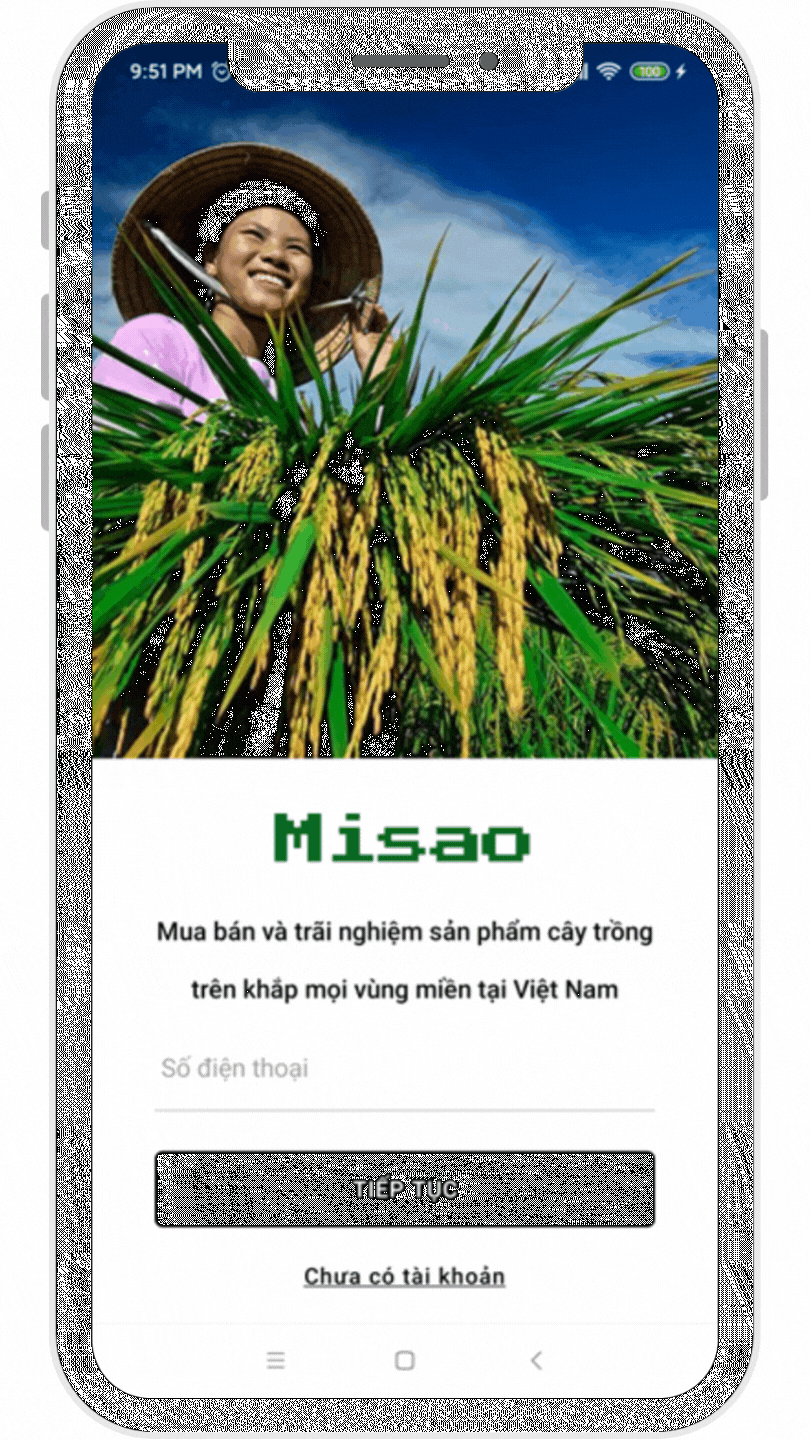 9:51 PM
100
Misao
Mua bán và trãi nghiệm sản phẩm cây trồng
trên khắp mọi vùng miền tại Việt Nam
Số điện thoại
TIẾP TỤC
Chưa có tài khoản